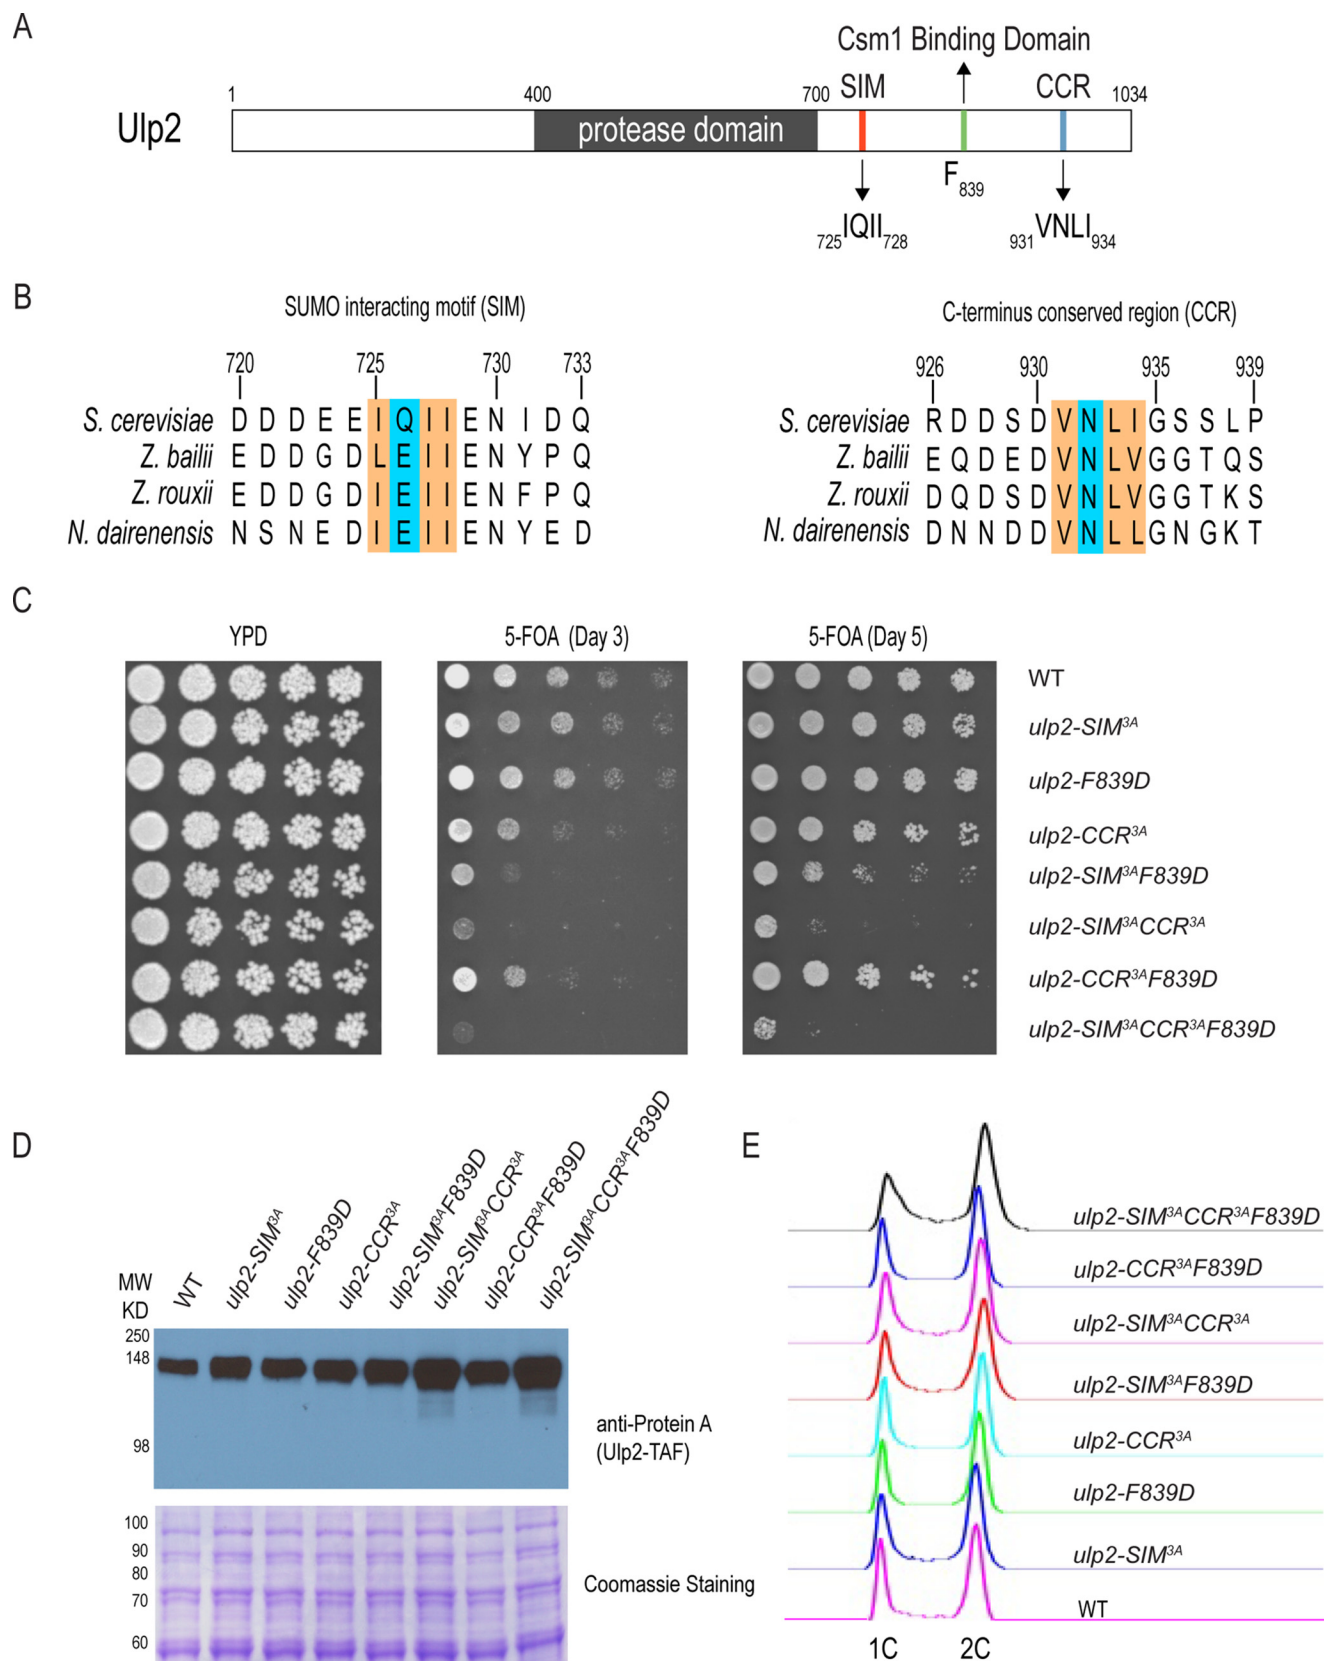 A
Csm1 Binding Domain
SIM
CCR
1
400
700
1034
Ulp2
protease domain
F839
725IQII728
931VNLI934
B
SUMO interacting motif (SIM)
720 725 730 733
S. cerevisiae D D D E E I Q I I E N I D Q
Z. bailii E D D G D L E I I E N Y P Q
Z. rouxii E D D G D I E I I E N F P Q
N. dairenensis N S N E D I E I I E N Y E D
C-terminus conserved region (CCR)
926 930 935 939
S. cerevisiae R D D S D V N L I G S S L P
Z. bailii E Q D E D V N L V G G T Q S
Z. rouxii D Q D S D V N L V G G T K S
N. dairenensis D N N D D V N L L G N G K T
C
YPD
5-FOA (Day 3)
5-FOA (Day 5)
WT
ulp2-SIM3A
ulp2-F839D
ulp2-CCR3A
ulp2-SIM3AF839D
ulp2-SIM3ACCR3A
ulp2-CCR3AF839D
ulp2-SIM3ACCR3AF839D
D
MW
KD
WT
ulp2-SIM3A
ulp2-F839D
ulp2-CCR3A
ulp2-SIM3AF839D
ulp2-SIM3ACCR3A
ulp2-CCR3AF839D
ulp2-SIM3ACCR3AF839D
250
148
98
anti-Protein A
(Ulp2-TAF)
100
90
80
70
60
Coomassie Staining
E
ulp2-SIM3ACCR3AF839D
ulp2-CCR3AF839D
ulp2-SIM3ACCR3A
ulp2-SIM3AF839D
ulp2-CCR3A
ulp2-F839D
ulp2-SIM3A
WT
1C
2C